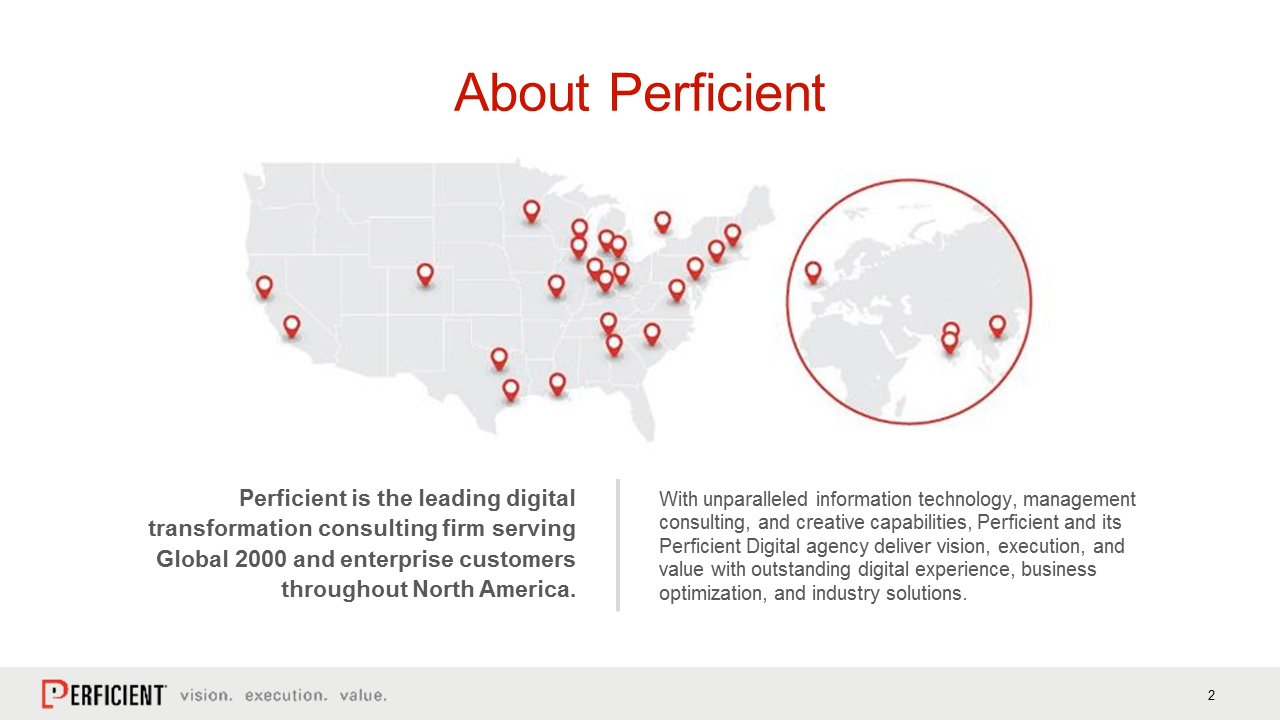 About Perficient
Perficient is the leading digital
transformation consulting firm serving
Global 2000 and enterprise customers
throughout North America.
With unparalleled information technology, management
consulting, and creative capabilities, Perficient and its
Perficient Digital agency deliver vision, execution, and
value with outstanding digital experience, business
optimization, and industry solutions.
PERFICIENT vision. execution. value.
2